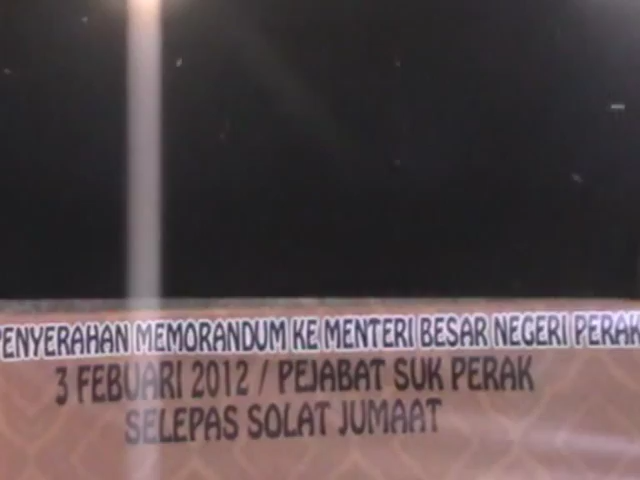 PENYERAHAN MEMORANDUM KE MENTERI BESAR NEGERI PERAK
3 FEBUARI 2012 / PEJABAT SUK PERAK
SELEPAS SOLAT JUMAAT